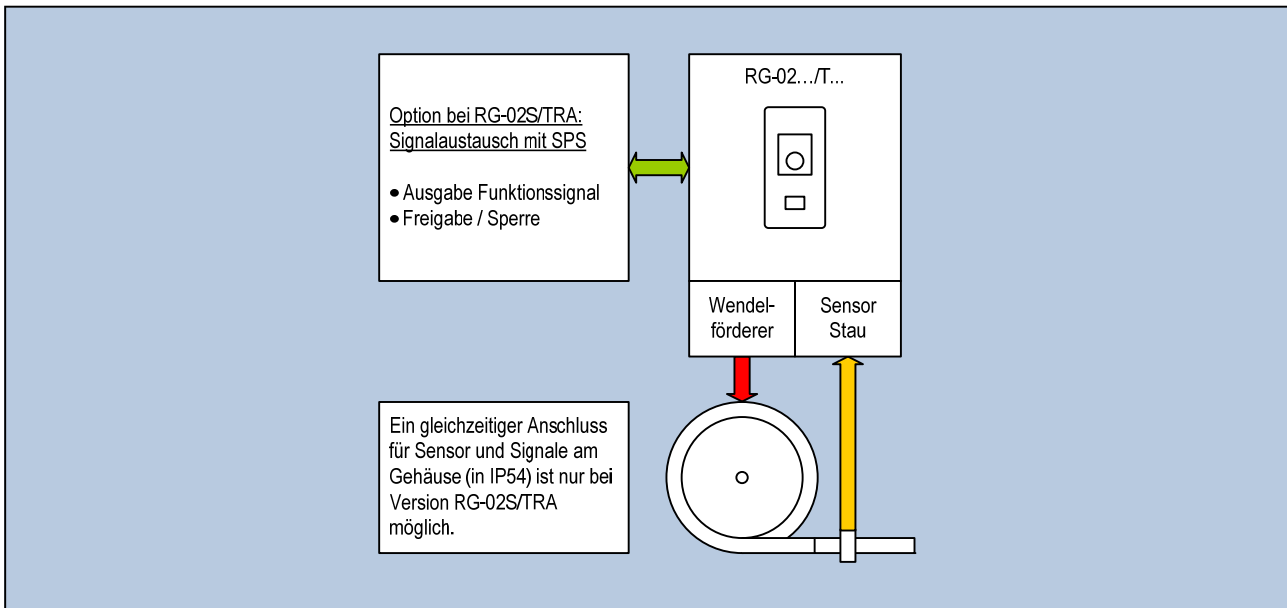 Option bei RG-02S/TRA:
Signalaustausch mit SPS
• Ausgabe Funktionssignal
• Freigabe / Sperre
RG-02…/T...
Wendel-
förderer
Sensor
Stau
Ein gleichzeitiger Anschluss
für Sensor und Signale am
Gehäuse (in IP54) ist nur bei
Version RG-02S/TRA
möglich.